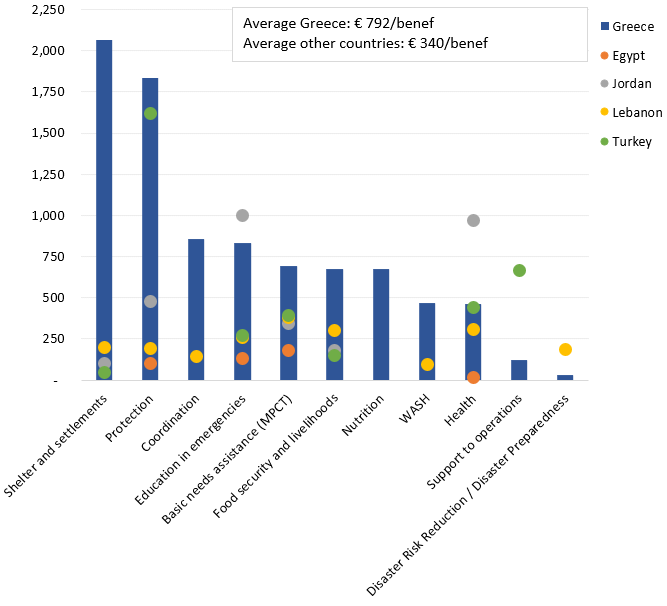 2,250
2,000
1,750
1,500
1,250
1,000
750
500
250
-
Average Greece: € 792/benef
Average other countries: € 340/benef
Greece
Egypt
Jordan
Lebanon
Turkey
Shelter and settlements
Protection
Coordination
Education in emergencies
Basic needs assistance (MPCT)
Food security and livelihoods
Nutrition
WASH
Health
Support to operations
Disaster Risk Reduction / Disaster Preparedness